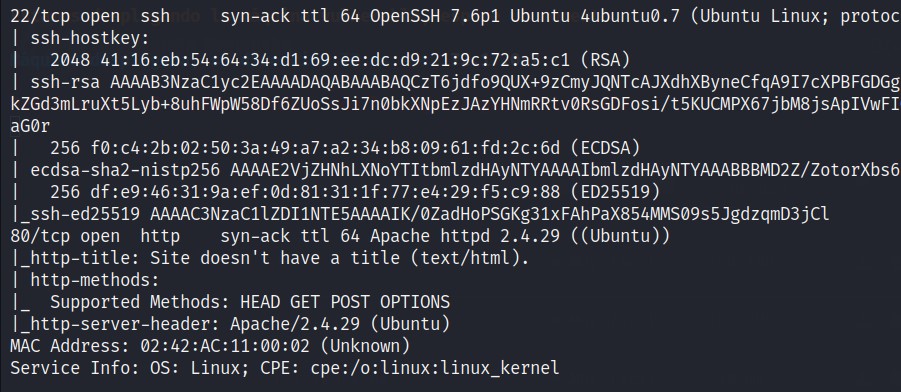 22/tcp open  ssh     syn-ack ttl 64 OpenSSH 7.6p1 Ubuntu 4ubuntu0.7 (Ubuntu Linux; protoc
| ssh-hostkey:
|   2048 41:16:eb:54:64:34:d1:69:ee:dc:d9:21:9c:72:a5:c1 (RSA)
| ssh-rsa AAAAB3NzaC1yc2EAAAADAQABAAABAQCzT6jdfo9QUX+9zCmyJQNTcAJXdhXByneCfqA9I7cXPBFGDGg
kZGd3mLruXt5Lyb+8uhFWpW58Df6ZUoSsJi7n0bkXNpEzJAzYHNmRRtv0RsGDFosi/t5KUCMPX67jbM8jsApIVwFI
aG0r
|   256 f0:c4:2b:02:50:3a:49:a7:a2:34:b8:09:61:fd:2c:6d (ECDSA)
| ecdsa-sha2-nistp256 AAAAE2VjZHNhLXNoYTItbmlzdHAyNTYAAAAIbmlzdHAyNTYAAABBBMD2Z/ZotorXbs6
|   256 df:e9:46:31:9a:ef:0d:81:31:1f:77:e4:29:f5:c9:88 (ED25519)
|_ssh-ed25519 AAAAC3NzaC1lZDI1NTE5AAAAIK/0ZadHoPSGKg31xFAhPaX854MMS09s5JgdzqmD3jCl
80/tcp open  http    syn-ack ttl 64 Apache httpd 2.4.29 ((Ubuntu))
|_http-title: Site doesn't have a title (text/html).
| http-methods:
|_  Supported Methods: HEAD GET POST OPTIONS
|_http-server-header: Apache/2.4.29 (Ubuntu)
MAC Address: 02:42:AC:11:00:02 (Unknown)
Service Info: OS: Linux; CPE: cpe:/o:linux:linux_kernel